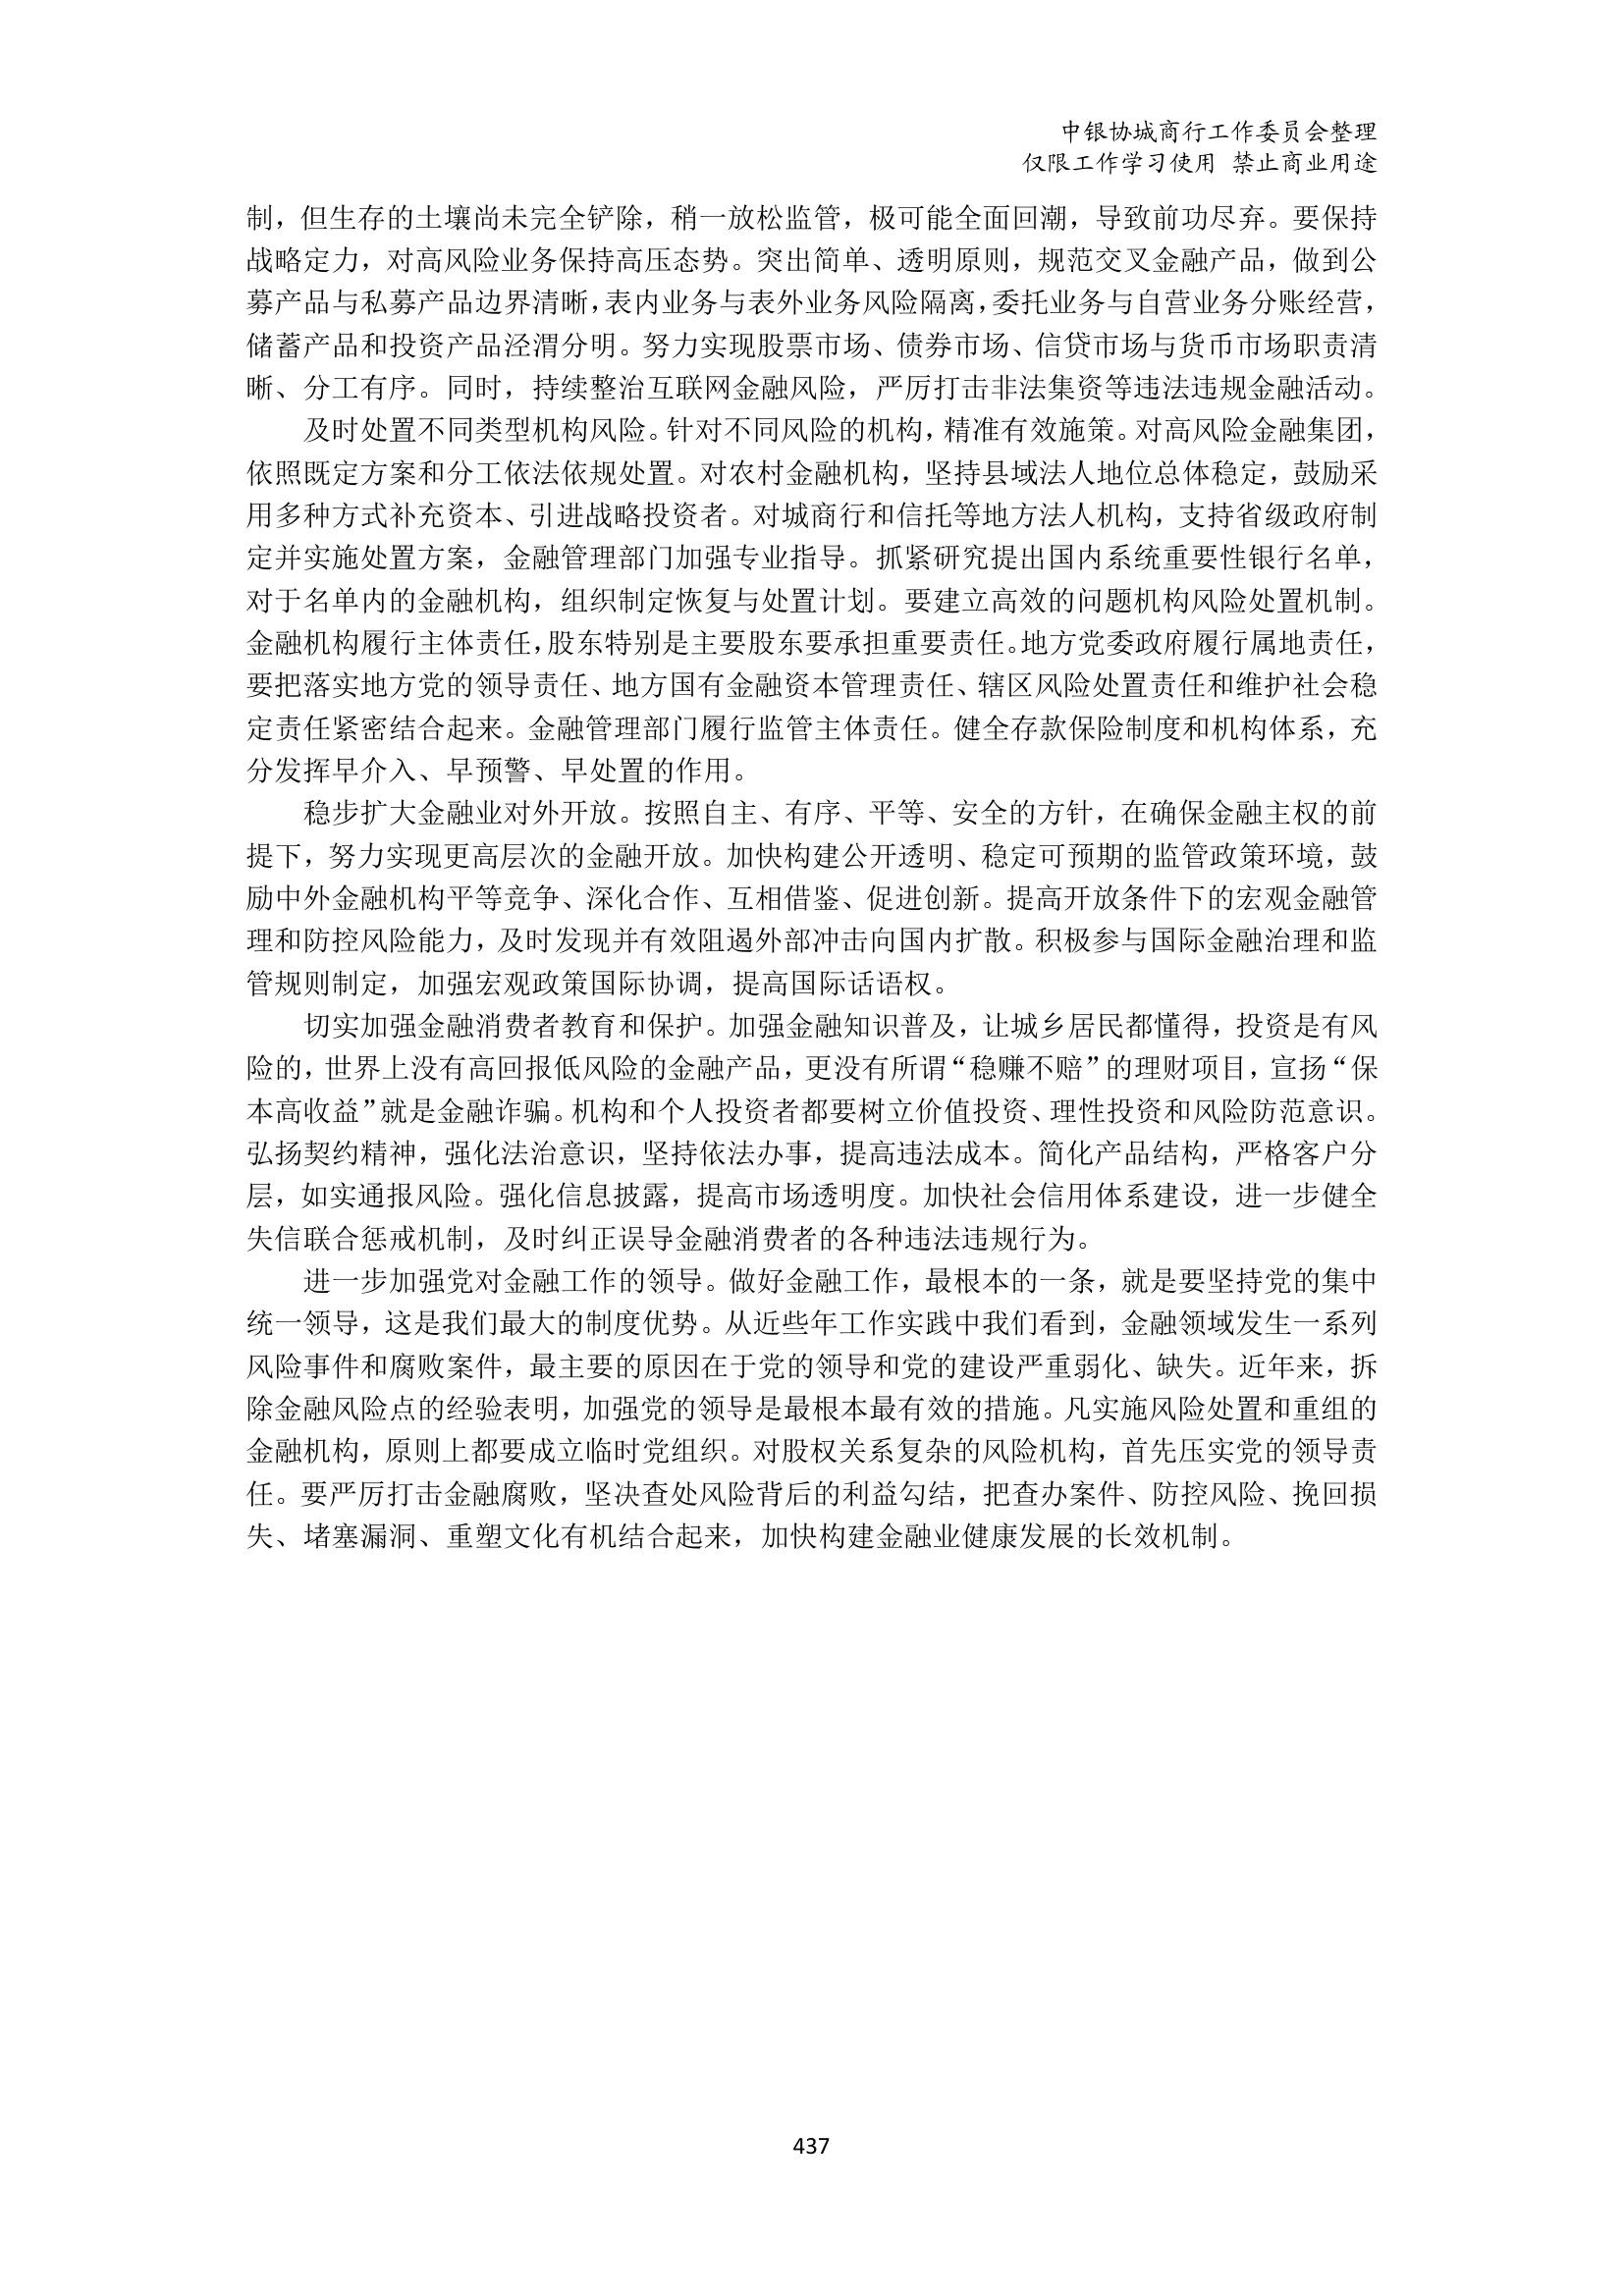 中银协城商行工作委员会整理
仅限工作学习使用 禁止商业用途
制，但生存的土壤尚未完全铲除，稍一放松监管，极可能全面回潮，导致前功尽弃。要保持
战略定力，对高风险业务保持高压态势。突出简单、透明原则，规范交叉金融产品，做到公
募产品与私募产品边界清晰，表内业务与表外业务风险隔离，委托业务与自营业务分账经营，
储蓄产品和投资产品泾渭分明。努力实现股票市场、债券市场、信贷市场与货币市场职责清
晰、分工有序。同时，持续整治互联网金融风险，严厉打击非法集资等违法违规金融活动。
及时处置不同类型机构风险。针对不同风险的机构，精准有效施策。对高风险金融集团，
依照既定方案和分工依法依规处置。对农村金融机构，坚持县域法人地位总体稳定，鼓励采
用多种方式补充资本、引进战略投资者。对城商行和信托等地方法人机构，支持省级政府制
定并实施处置方案，金融管理部门加强专业指导。抓紧研究提出国内系统重要性银行名单，
对于名单内的金融机构，组织制定恢复与处置计划。要建立高效的问题机构风险处置机制。
金融机构履行主体责任，股东特别是主要股东要承担重要责任。地方党委政府履行属地责任，
要把落实地方党的领导责任、地方国有金融资本管理责任、辖区风险处置责任和维护社会稳
定责任紧密结合起来。金融管理部门履行监管主体责任。健全存款保险制度和机构体系，充
分发挥早介入、早预警、早处置的作用。
稳步扩大金融业对外开放。按照自主、有序、平等、安全的方针，在确保金融主权的前
提下，努力实现更高层次的金融开放。加快构建公开透明、稳定可预期的监管政策环境，鼓
励中外金融机构平等竞争、深化合作、互相借鉴、促进创新。提高开放条件下的宏观金融管
理和防控风险能力，及时发现并有效阻遏外部冲击向国内扩散。积极参与国际金融治理和监
管规则制定，加强宏观政策国际协调，提高国际话语权。
切实加强金融消费者教育和保护。加强金融知识普及，让城乡居民都懂得，投资是有风
险的，世界上没有高回报低风险的金融产品，更没有所谓“稳赚不赔”的理财项目，宣扬“保
本高收益”就是金融诈骗。机构和个人投资者都要树立价值投资、理性投资和风险防范意识。
弘扬契约精神，强化法治意识，坚持依法办事，提高违法成本。简化产品结构，严格客户分
层，如实通报风险。强化信息披露，提高市场透明度。加快社会信用体系建设，进一步健全
失信联合惩戒机制，及时纠正误导金融消费者的各种违法违规行为。
进一步加强党对金融工作的领导。做好金融工作，最根本的一条，就是要坚持党的集中
统一领导，这是我们最大的制度优势。从近些年工作实践中我们看到，金融领域发生一系列
风险事件和腐败案件，最主要的原因在于党的领导和党的建设严重弱化、缺失。近年来，拆
除金融风险点的经验表明，加强党的领导是最根本最有效的措施。凡实施风险处置和重组的
金融机构，原则上都要成立临时党组织。对股权关系复杂的风险机构，首先压实党的领导责
任。要严厉打击金融腐败，坚决查处风险背后的利益勾结，把查办案件、防控风险、挽回损
失、堵塞漏洞、重塑文化有机结合起来，加快构建金融业健康发展的长效机制。
437